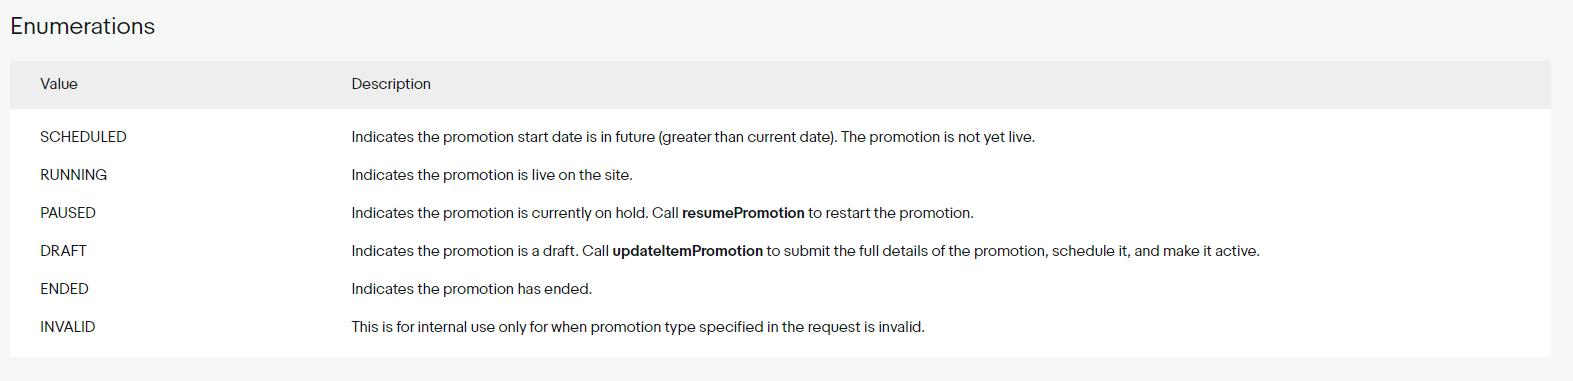 Enumerations
Value Description
SCHEDULED Indicates the promotion start date is in future (greater than current date). The promotion is not yet live.
RUNNING Indicates the promotion is live on the site.
PAUSED Indicates the promotion is currently on hold. Call resumePromotion to restart the promotion.
DRAFT Indicates the promotion is a draft. Call updateItemPromotion to submit the full details of the promotion, schedule it, and make it active.
ENDED Indicates the promotion has ended.
INVALID This is for internal use only for when promotion type specified in the request is invalid.